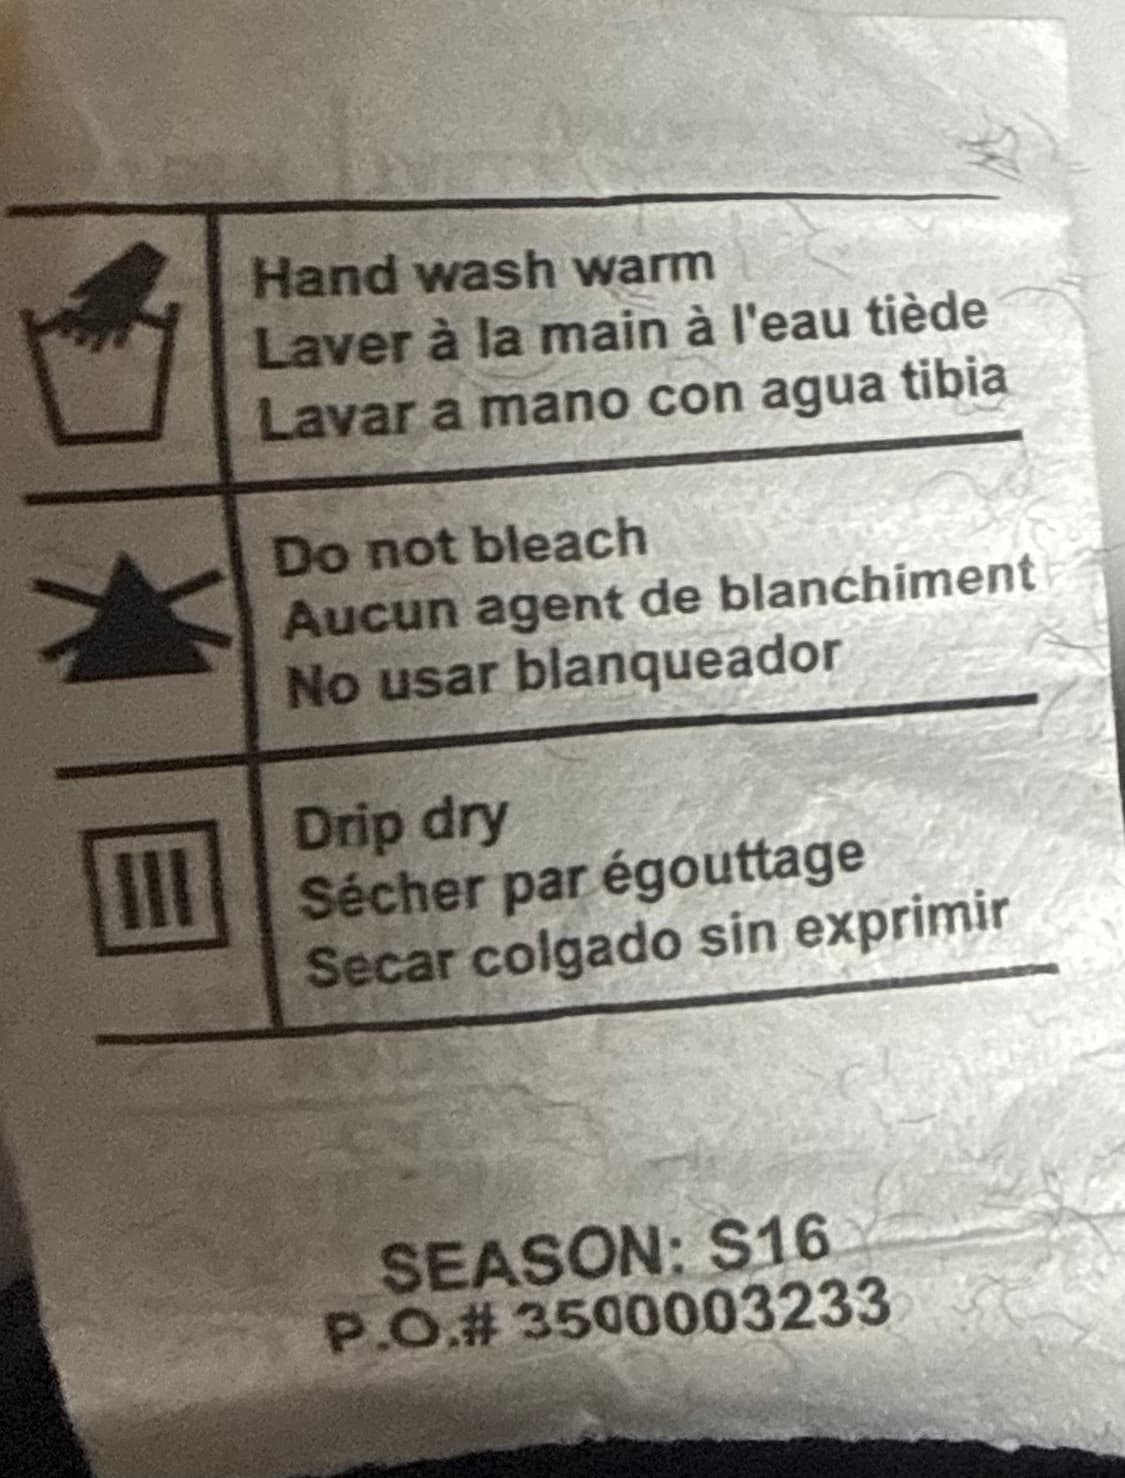 Hand wash warm
Laver à la main à l'eau tiède
Lavar a mano con agua tibia
Do not bleach
Aucun agent de blanchiment
No usar blanqueador
Drip dry
Sécher par égouttage
Secar colgado sin exprimir
SEASON: S16
P.O.# 3500003233